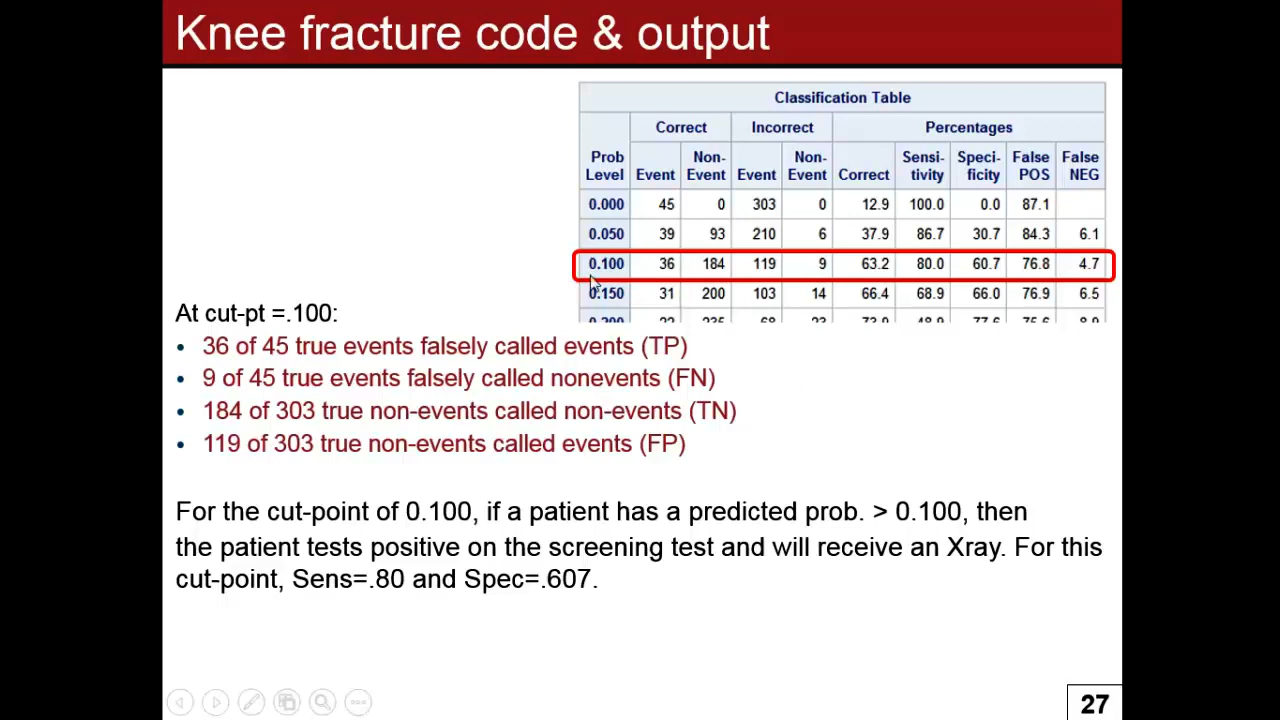 Knee fracture code & output
Classification Table
Correct Incorrect Percentages
Prob Level Event Non-Event Event Non-Event Correct Sensi-tivity Speci-ficity False POS False NEG
0.000 45 0 303 0 12.9 100.0 0.0 87.1
0.050 39 93 210 6 37.9 86.7 30.7 84.3 6.1
0.100 36 184 119 9 63.2 80.0 60.7 76.8 4.7
0.150 31 200 103 14 66.4 68.9 66.0 76.9 6.5
At cut-pt =.100:
• 36 of 45 true events falsely called events (TP)
• 9 of 45 true events falsely called nonevents (FN)
• 184 of 303 true non-events called non-events (TN)
• 119 of 303 true non-events called events (FP)
For the cut-point of 0.100, if a patient has a predicted prob. > 0.100, then
the patient tests positive on the screening test and will receive an Xray. For this
cut-point, Sens=.80 and Spec=.607.
27